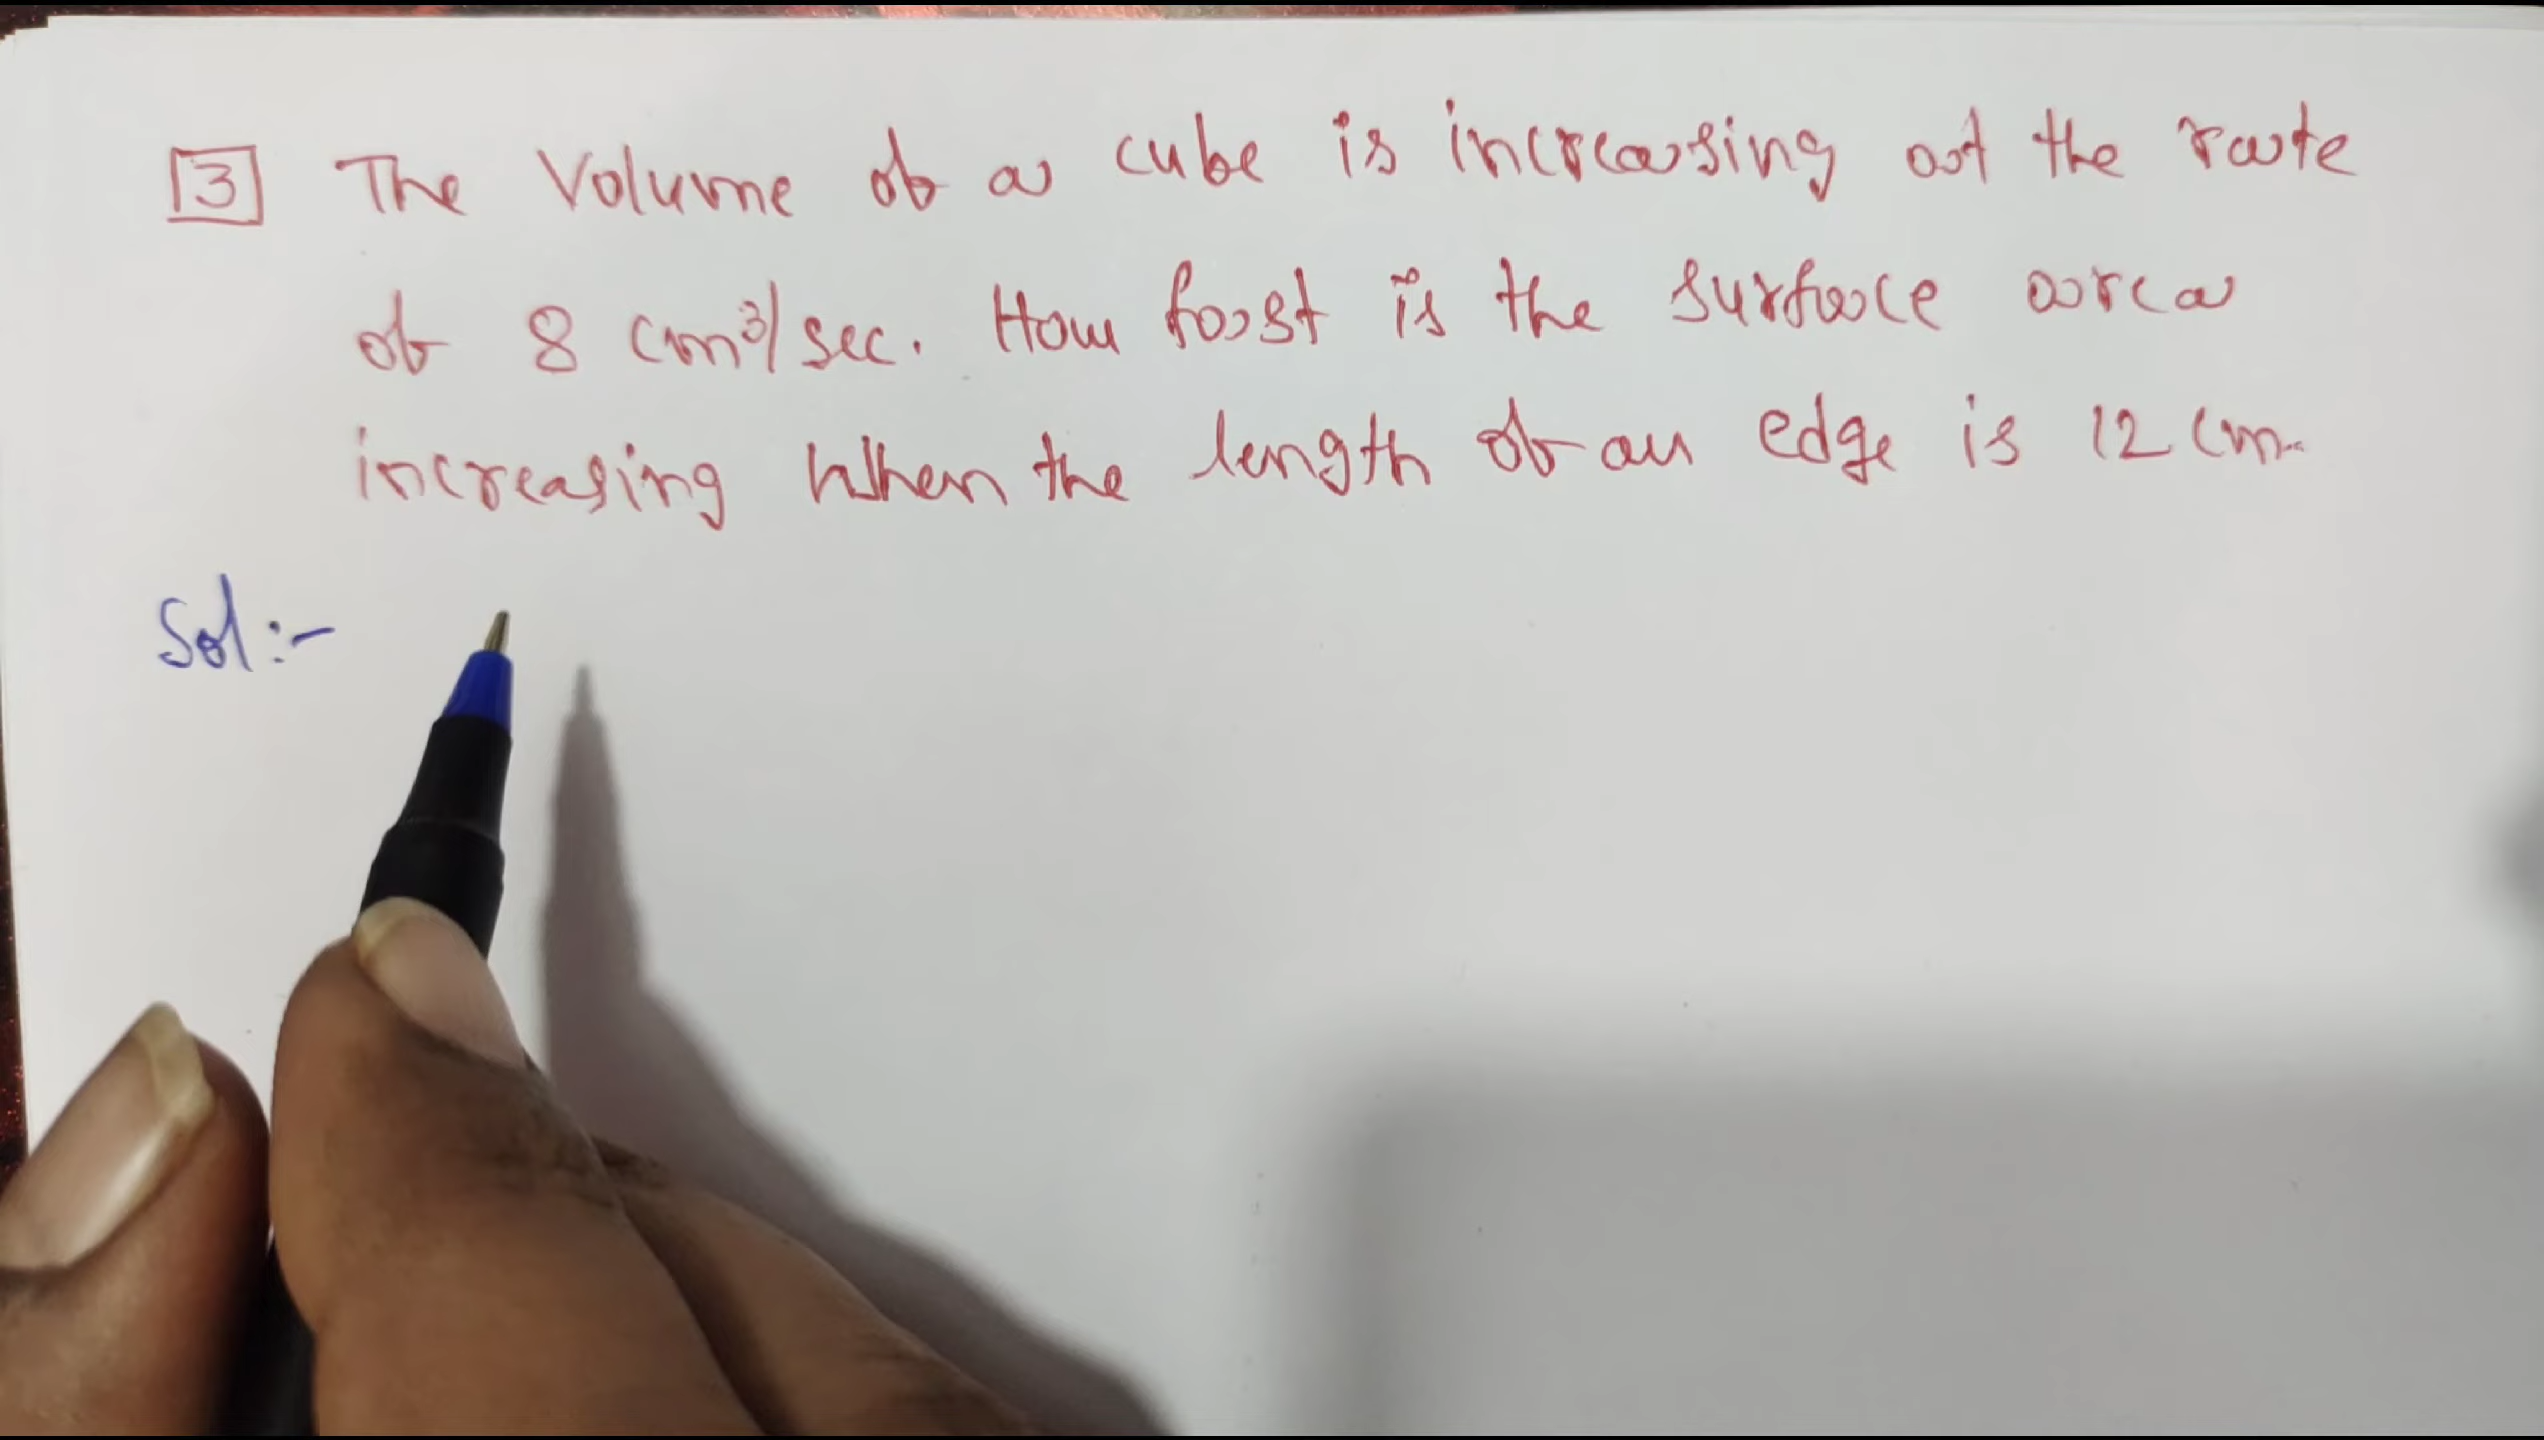 3 The Volume of a cube is increasing at the rate
of 8 cm³/sec. How fast is the surface area
increasing when the length of an edge is 12 cm.
Sol:-